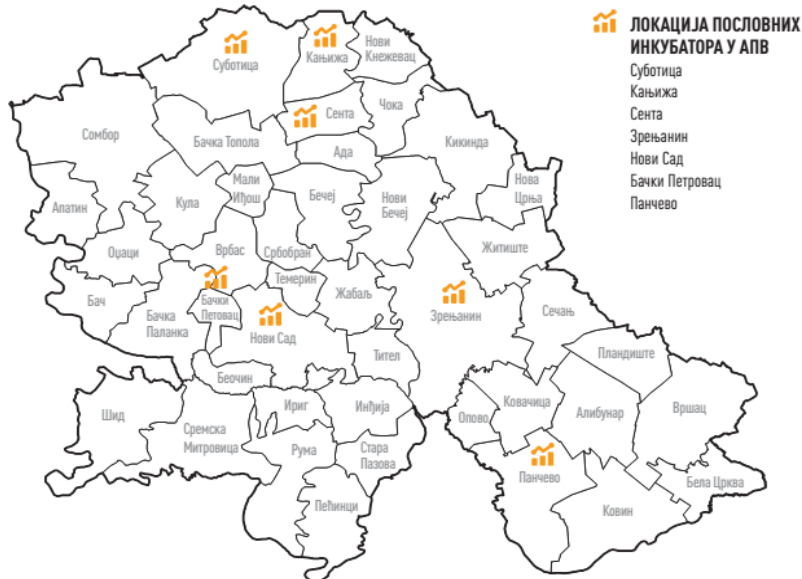 ЛОКАЦИЈА ПОСЛОВНИХ
ИНКУБАТОРА У АПВ
Суботица
Кањижа
Сента
Зрењанин
Нови Сад
Бачки Петровац
Панчево
Суботица
Кањижа
Нови
Кнежевац
Сомбор
Бачка Топола
Сента
Чока
Ада
Кикинда
Апатин
Кула
Мали
Иђош
Бечеј
Нови
Бечеј
Нова
Црња
Оџаци
Врбас
Србобран
Житиште
Бач
Бачка
Паланка
Бачки
Петовац
Темерин
Жабаљ
Зрењанин
Сечањ
Нови Сад
Тител
Пландиште
Беочин
Шид
Сремска
Митровица
Ириг
Инђија
Опово
Ковачица
Алибунар
Вршац
Рума
Стара
Пазова
Панчево
Бела Црква
Пећинци
Ковин